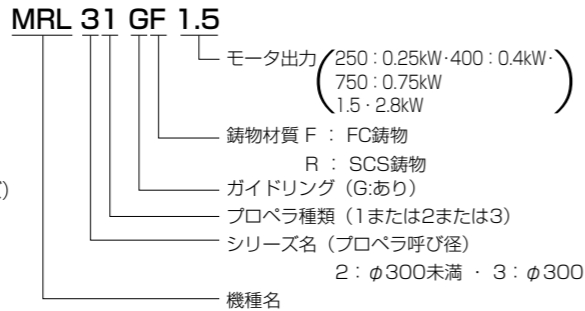 MRL 31 GF 1.5
モータ出力(250：0.25kW・400：0.4kW・
750：0.75kW
1.5・2.8kW)
鋳物材質 F ： FC鋳物
R ： SCS鋳物
ガイドリング（G:あり）
)
プロペラ種類（1または2または3）
シリーズ名（プロペラ呼び径）
2：φ300未満 ・ 3：φ300
機種名